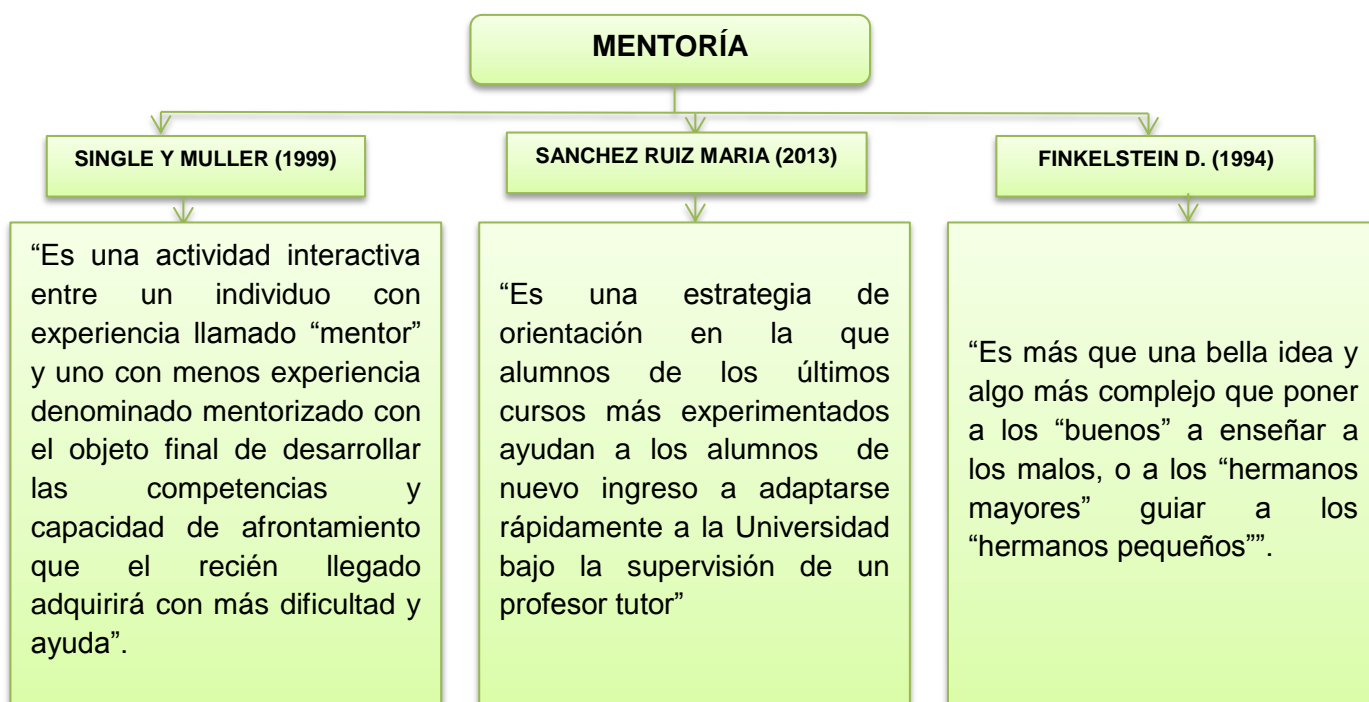 MENTORÍA
SINGLE Y MULLER (1999)
“Es una actividad interactiva
entre un individuo con
experiencia llamado “mentor”
y uno con menos experiencia
denominado mentorizado con
el objeto final de desarrollar
las competencias y
capacidad de afrontamiento
que el recién llegado
adquirirá con más dificultad y
ayuda”.
SANCHEZ RUIZ MARIA (2013)
“Es una estrategia de
orientación en la que
alumnos de los últimos
cursos más experimentados
ayudan a los alumnos de
nuevo ingreso a adaptarse
rápidamente a la Universidad
bajo la supervisión de un
profesor tutor”
FINKELSTEIN D. (1994)
“Es más que una bella idea y
algo más complejo que poner
a los “buenos” a enseñar a
los malos, o a los “hermanos
mayores” guiar a los
“hermanos pequeños””.